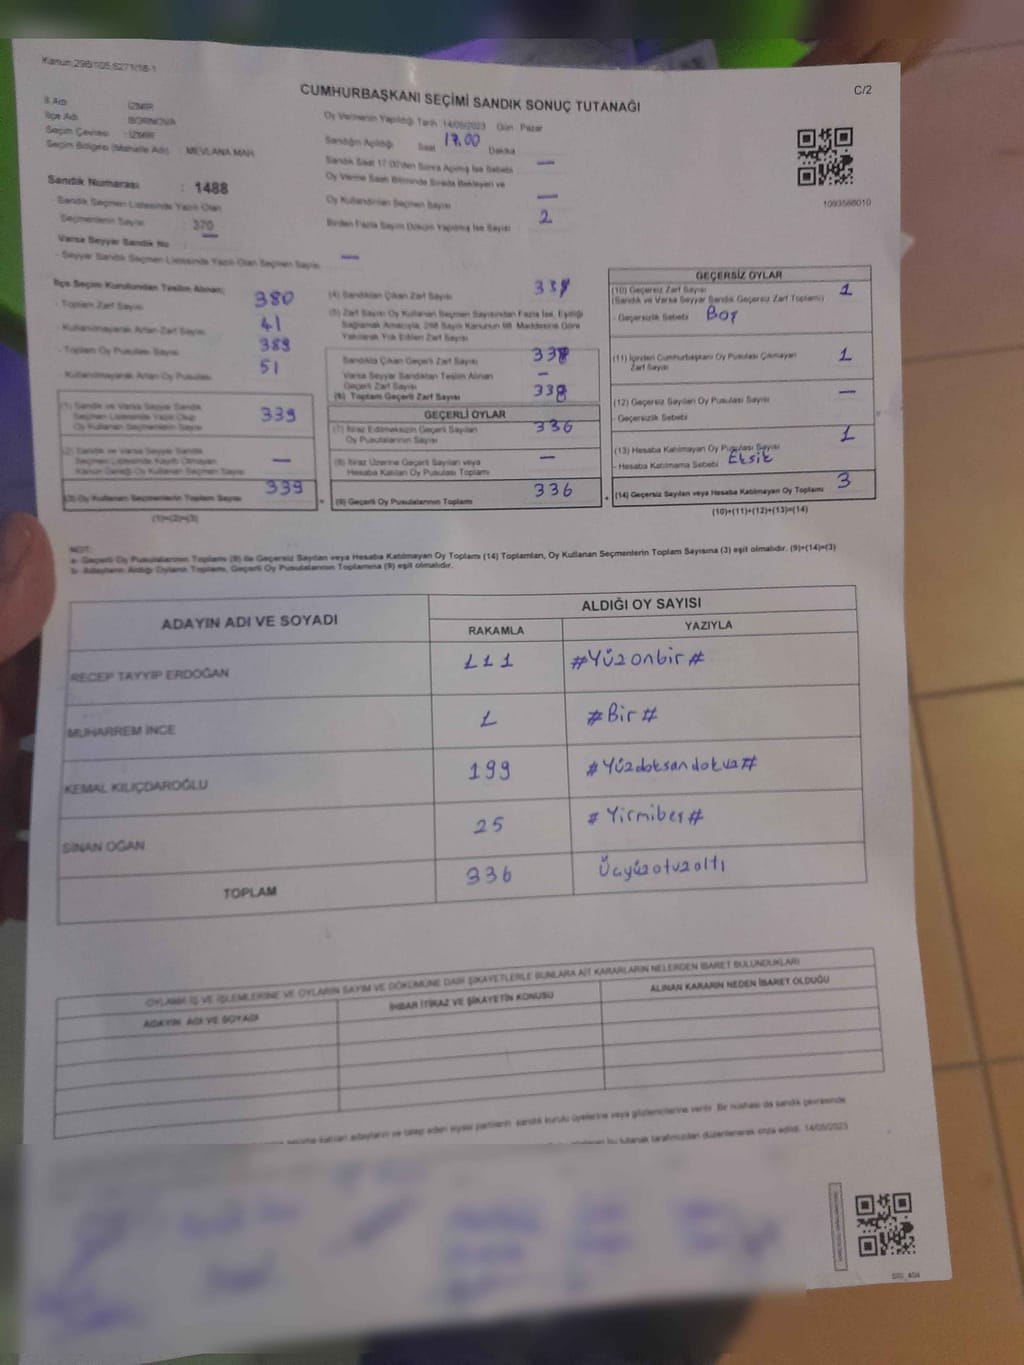 Kanun:298/105,6271/18-1
C/2
CUMHURBAŞKANI SEÇİMİ SANDIK SONUÇ TUTANAĞI
İl Adı İZMİR
İlçe Adı BORNOVA
Seçim Çevresi : İZMİR
Seçim Bölgesi (Mahalle Adı) : MEVLANA MAH.
Sandık Numarası : 1488
Sandık Seçmen Listesinde Yazılı Olan
Seçmenlerin Sayısı : 370
Varsa Seyyar Sandık No
- Seyyar Sandık Seçmen Listesinde Yazılı Olan Seçmen Sayısı —
Oy Vermenin Yapıldığı Tarih 14/05/2023 Gün Pazar
Sandığın Açıldığı Saat 17.00 Dakika
Sandık Saat 17:00'den Sonra Açılmış İse Sebebi —
Oy Verme Saati Bitiminde Sırada Bekleyen ve
Oy Kullandırılan Seçmen Sayısı —
Birden Fazla Sayım Döküm Yapılmış İse Sayısı 2
1093566010
İlçe Seçim Kurulundan Teslim Alınan;
- Toplam Zarf Sayısı 380
- Kullanılmayarak Artan Zarf Sayısı 41
- Toplam Oy Pusulası Sayısı 389
- Kullanılmayarak Artan Oy Pusulası 51
(1) Sandık ve Varsa Seyyar Sandık
Seçmen Listesinde Yazılı Olup
Oy Kullanan Seçmenlerin Sayısı 339
(2) Sandık ve Varsa Seyyar Sandık
Seçmen Listesinde Kayıtlı Olmayan
Kanun Gereği Oy Kullanan Seçmen Sayısı —
(3) Oy Kullanan Seçmenlerin Toplam Sayısı 339
(1)+(2)=(3)
(4) Sandıktan Çıkan Zarf Sayısı
(5) Zarf Sayısı Oy Kullanan Seçmen Sayısından Fazla İse, Eşitliği
Sağlamak Amacıyla, 298 Sayılı Kanunun 98. Maddesine Göre
Yakılarak Yok Edilen Zarf Sayısı
Sandıkta Çıkan Geçerli Zarf Sayısı 338
Varsa Seyyar Sandıktan Teslim Alınan
Geçerli Zarf Sayısı —
(6) Toplam Geçerli Zarf Sayısı 338
GEÇERLİ OYLAR
(7) İtiraz Edilmeksizin Geçerli Sayılan
Oy Pusulalarının Sayısı 336
(8) İtiraz Üzerine Geçerli Sayılan veya
Hesaba Katılan Oy Pusulası Toplamı —
(9) Geçerli Oy Pusulalarının Toplamı 336
GEÇERSİZ OYLAR
(10) Geçersiz Zarf Sayısı
(Sandık ve Varsa Seyyar Sandık Geçersiz Zarf Toplamı) 1
- Geçersizlik Sebebi Boş
(11) İçinden Cumhurbaşkanı Oy Pusulası Çıkmayan
Zarf Sayısı 1
(12) Geçersiz Sayılan Oy Pusulası Sayısı —
- Geçersizlik Sebebi
(13) Hesaba Katılmayan Oy Pusulası Sayısı 1
- Hesaba Katılmama Sebebi Eksik
(14) Geçersiz Sayılan veya Hesaba Katılmayan Oy Toplamı 3
(10)+(11)+(12)+(13)=(14)
NOT:
a- Geçerli Oy Pusulalarının Toplamı (9) ile Geçersiz Sayılan veya Hesaba Katılmayan Oy Toplamı (14) Toplamları, Oy Kullanan Seçmenlerin Toplam Sayısına (3) eşit olmalıdır. (9)+(14)=(3)
b- Adayların Aldığı Oyların Toplamı, Geçerli Oy Pusulalarının Toplamına (9) eşit olmalıdır.
ADAYIN ADI VE SOYADI ALDIĞI OY SAYISI
RAKAMLA YAZIYLA
RECEP TAYYİP ERDOĞAN 111 #Yüzonbir#
MUHARREM İNCE 1 #Bir#
KEMAL KILIÇDAROĞLU 199 #Yüzdoksandokuz#
SİNAN OĞAN 25 #Yirmibeş#
TOPLAM 336 Üçyüzotuzaltı
OYLAMA İŞ VE İŞLEMLERİNE VE OYLARIN SAYIM VE DÖKÜMÜNE DAİR ŞİKAYETLERLE BUNLARA AİT KARARLARIN NELERDEN İBARET BULUNDUKLARI
ADAYIN ADI VE SOYADI İHBAR İTİRAZ VE ŞİKAYETİN KONUSU ALINAN KARARIN NEDEN İBARET OLDUĞU
adayların ve talep eden siyasi partilerin sandık kurulu üyelerine veya gözlemcilerine verilir. Bir nüshası da sandık çevresinde
bu tutanak tarafımızdan düzenlenerek imza edildi. 14/05/2023